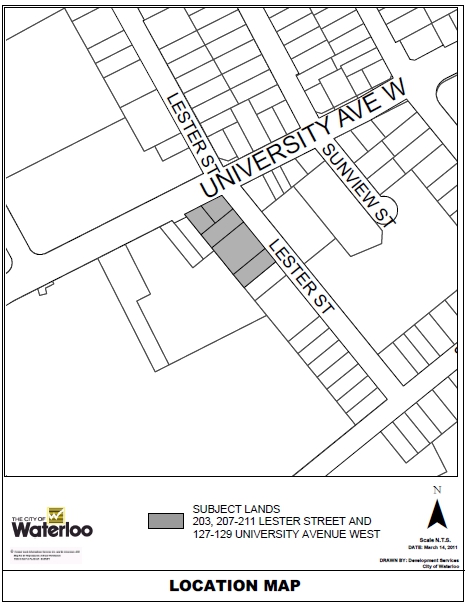 LESTER ST
UNIVERSITY AVE W
SUNVIEW ST
LESTER ST
THE CITY OF
Waterloo
SUBJECT LANDS
203, 207-211 LESTER STREET AND
127-129 UNIVERSITY AVENUE WEST
N
Scale N.T.S.
DATE: March 14, 2011
DRAWN BY: Development Services
City of Waterloo
LOCATION MAP